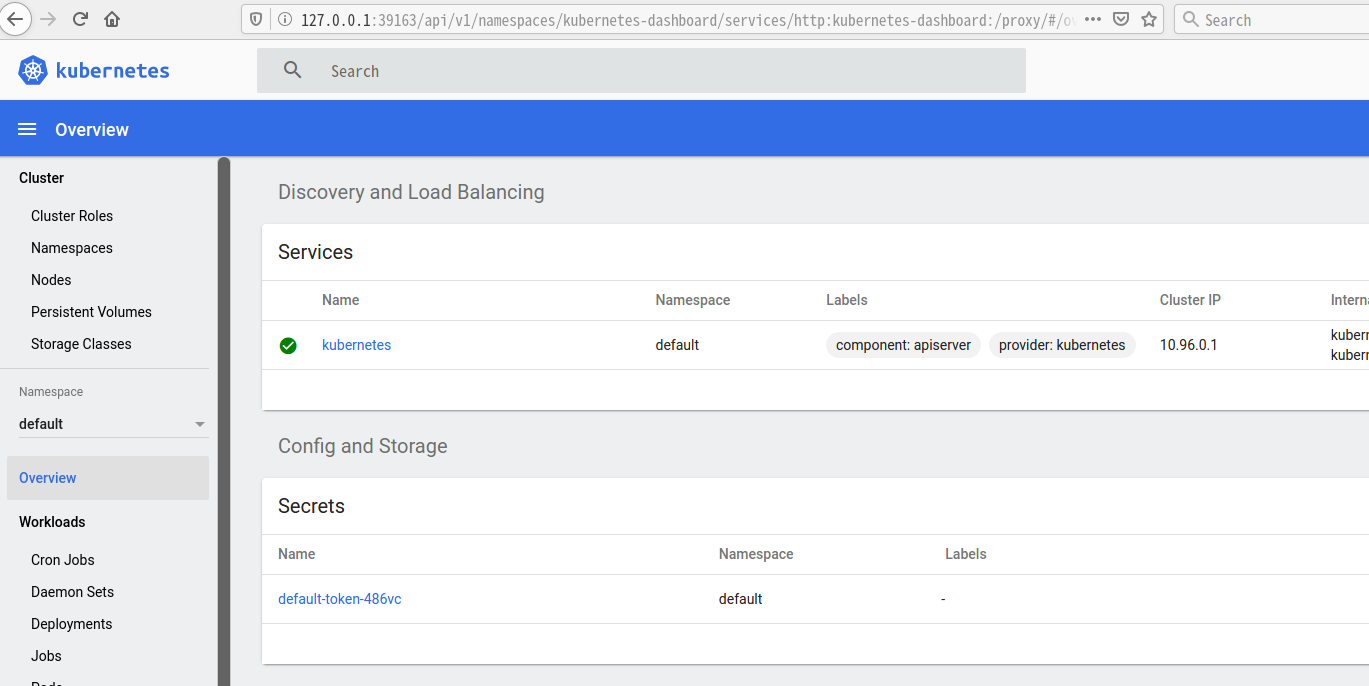 127.0.0.1:39163/api/v1/namespaces/kubernetes-dashboard/services/http:kubernetes-dashboard:/proxy/#/ov
Search
kubernetes
Search
Overview
Cluster
Cluster Roles
Namespaces
Nodes
Persistent Volumes
Storage Classes
Namespace
default
Overview
Workloads
Cron Jobs
Daemon Sets
Deployments
Jobs
Discovery and Load Balancing
Services
Name Namespace Labels Cluster IP Interna
kubernetes default component: apiserver provider: kubernetes 10.96.0.1 kubern
kubern
Config and Storage
Secrets
Name Namespace Labels
default-token-486vc default -